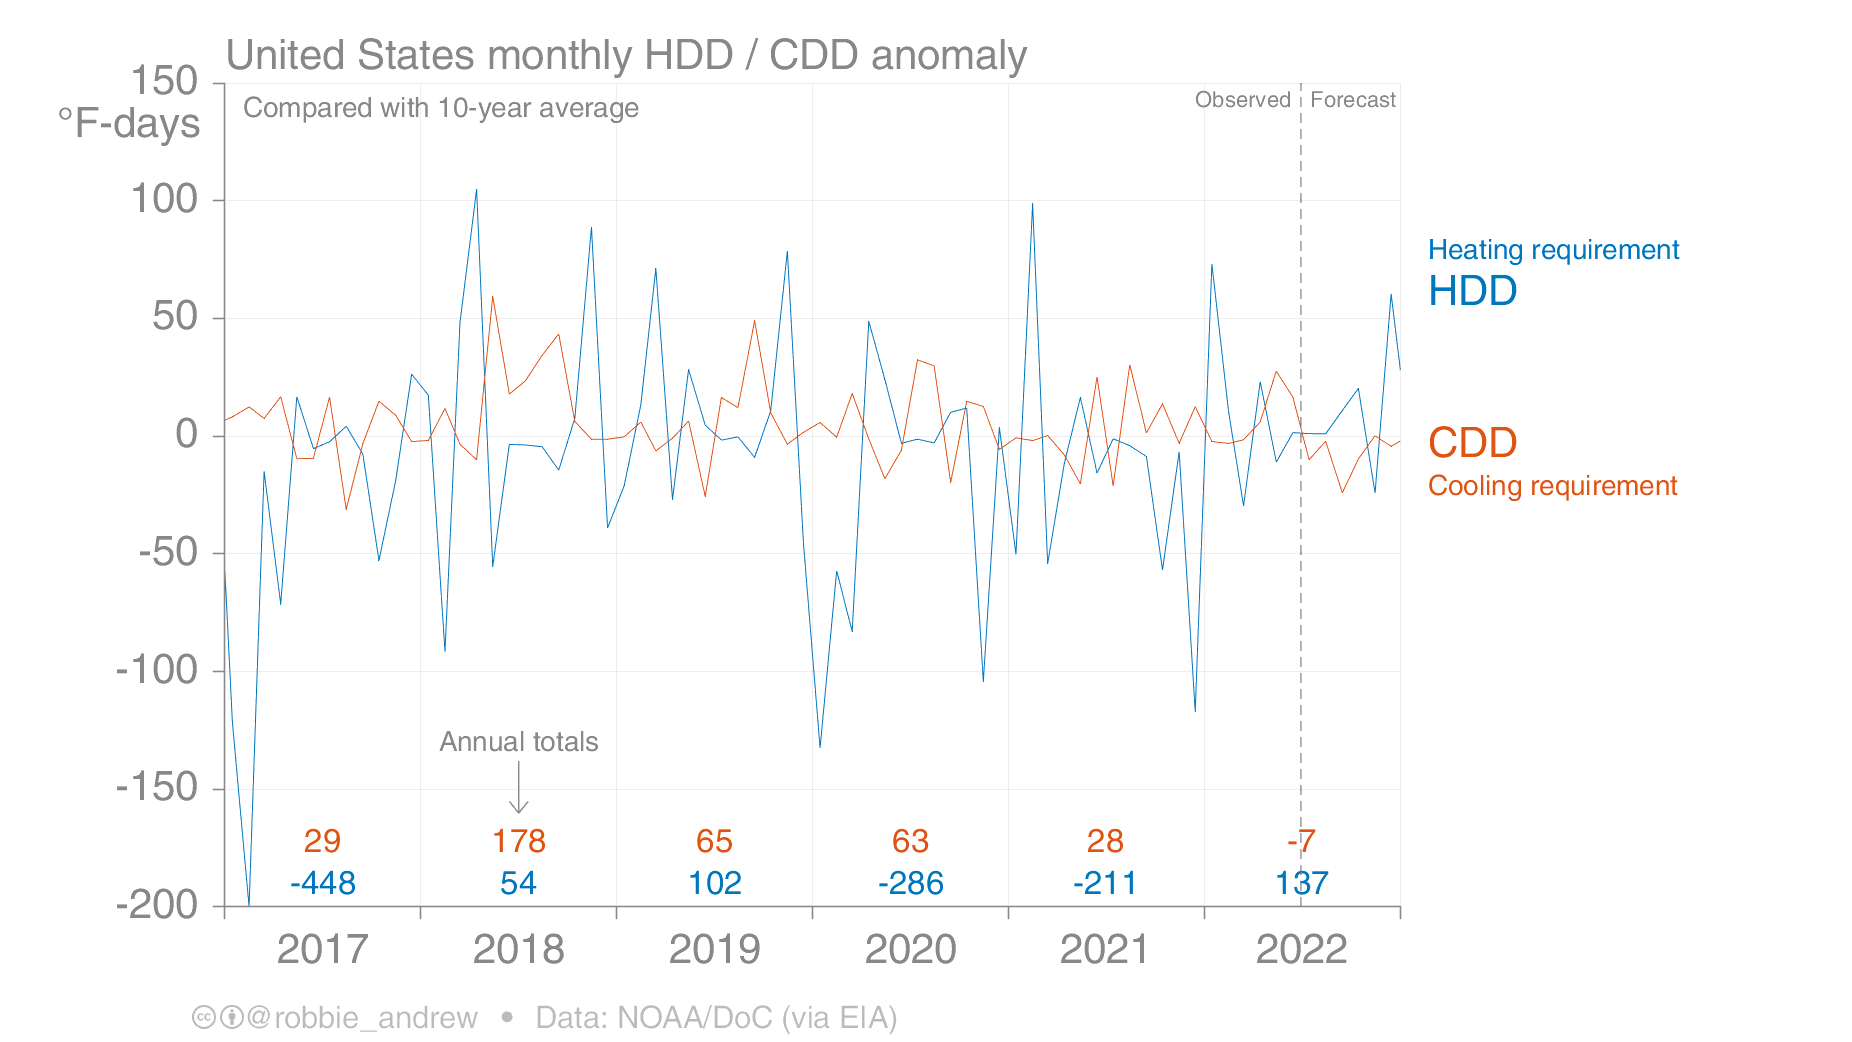 United States monthly HDD / CDD anomaly
150
°F-days
Compared with 10-year average
Observed
Forecast
100
50
0
-50
-100
-150
-200
Heating requirement
HDD
CDD
Cooling requirement
Annual totals
29 178 65 63 28 -7
-448 54 102 -286 -211 137
2017 2018 2019 2020 2021 2022
cc @robbie_andrew • Data: NOAA/DoC (via EIA)